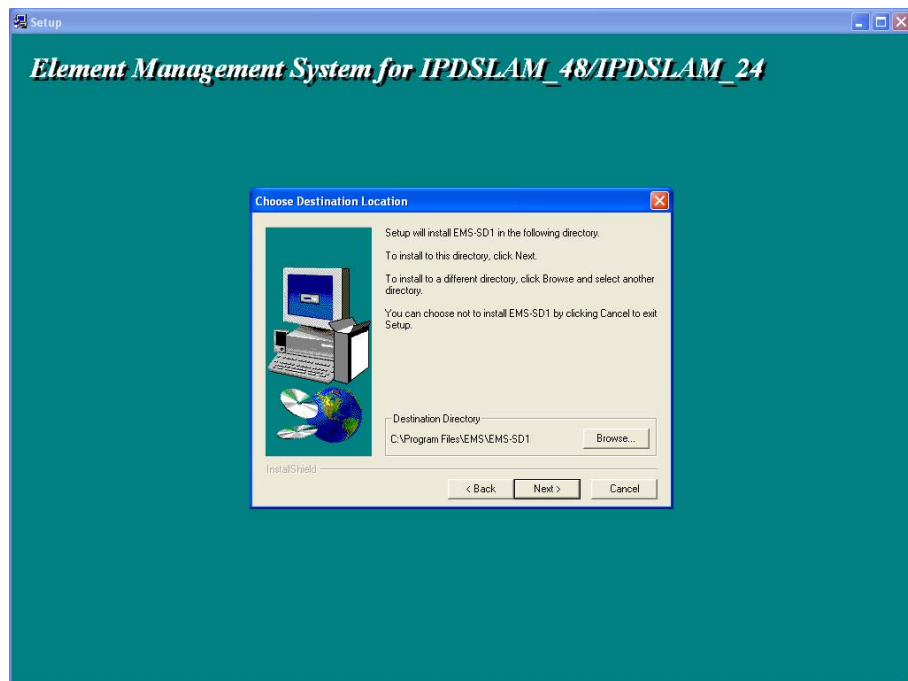 Setup
Element Management System for IPDSLAM_48/IPDSLAM_24
Choose Destination Location
Setup will install EMS-SD1 in the following directory.
To install to this directory, click Next.
To install to a different directory, click Browse and select another
directory.
You can choose not to install EMS-SD1 by clicking Cancel to exit
Setup.
Destination Directory
C:\Program Files\EMS\EMS-SD1
Browse...
InstallShield
< Back
Next >
Cancel